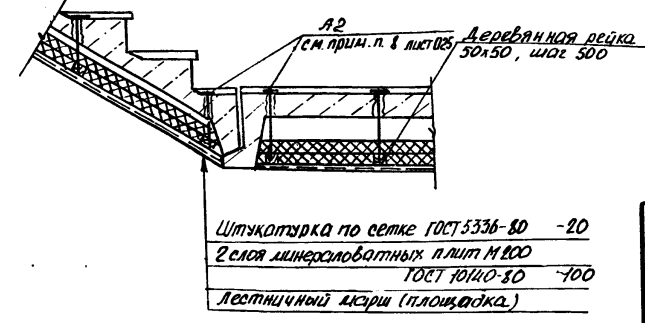 А2
см. прим. п. 8 лист 025
Деревянная рейка
50х50, шаг 500
Штукатурка по сетке ГОСТ 5336-80 -20
2 слоя минераловатных плит М200
ГОСТ 10140-80 -100
Лестничный марш (площадка)